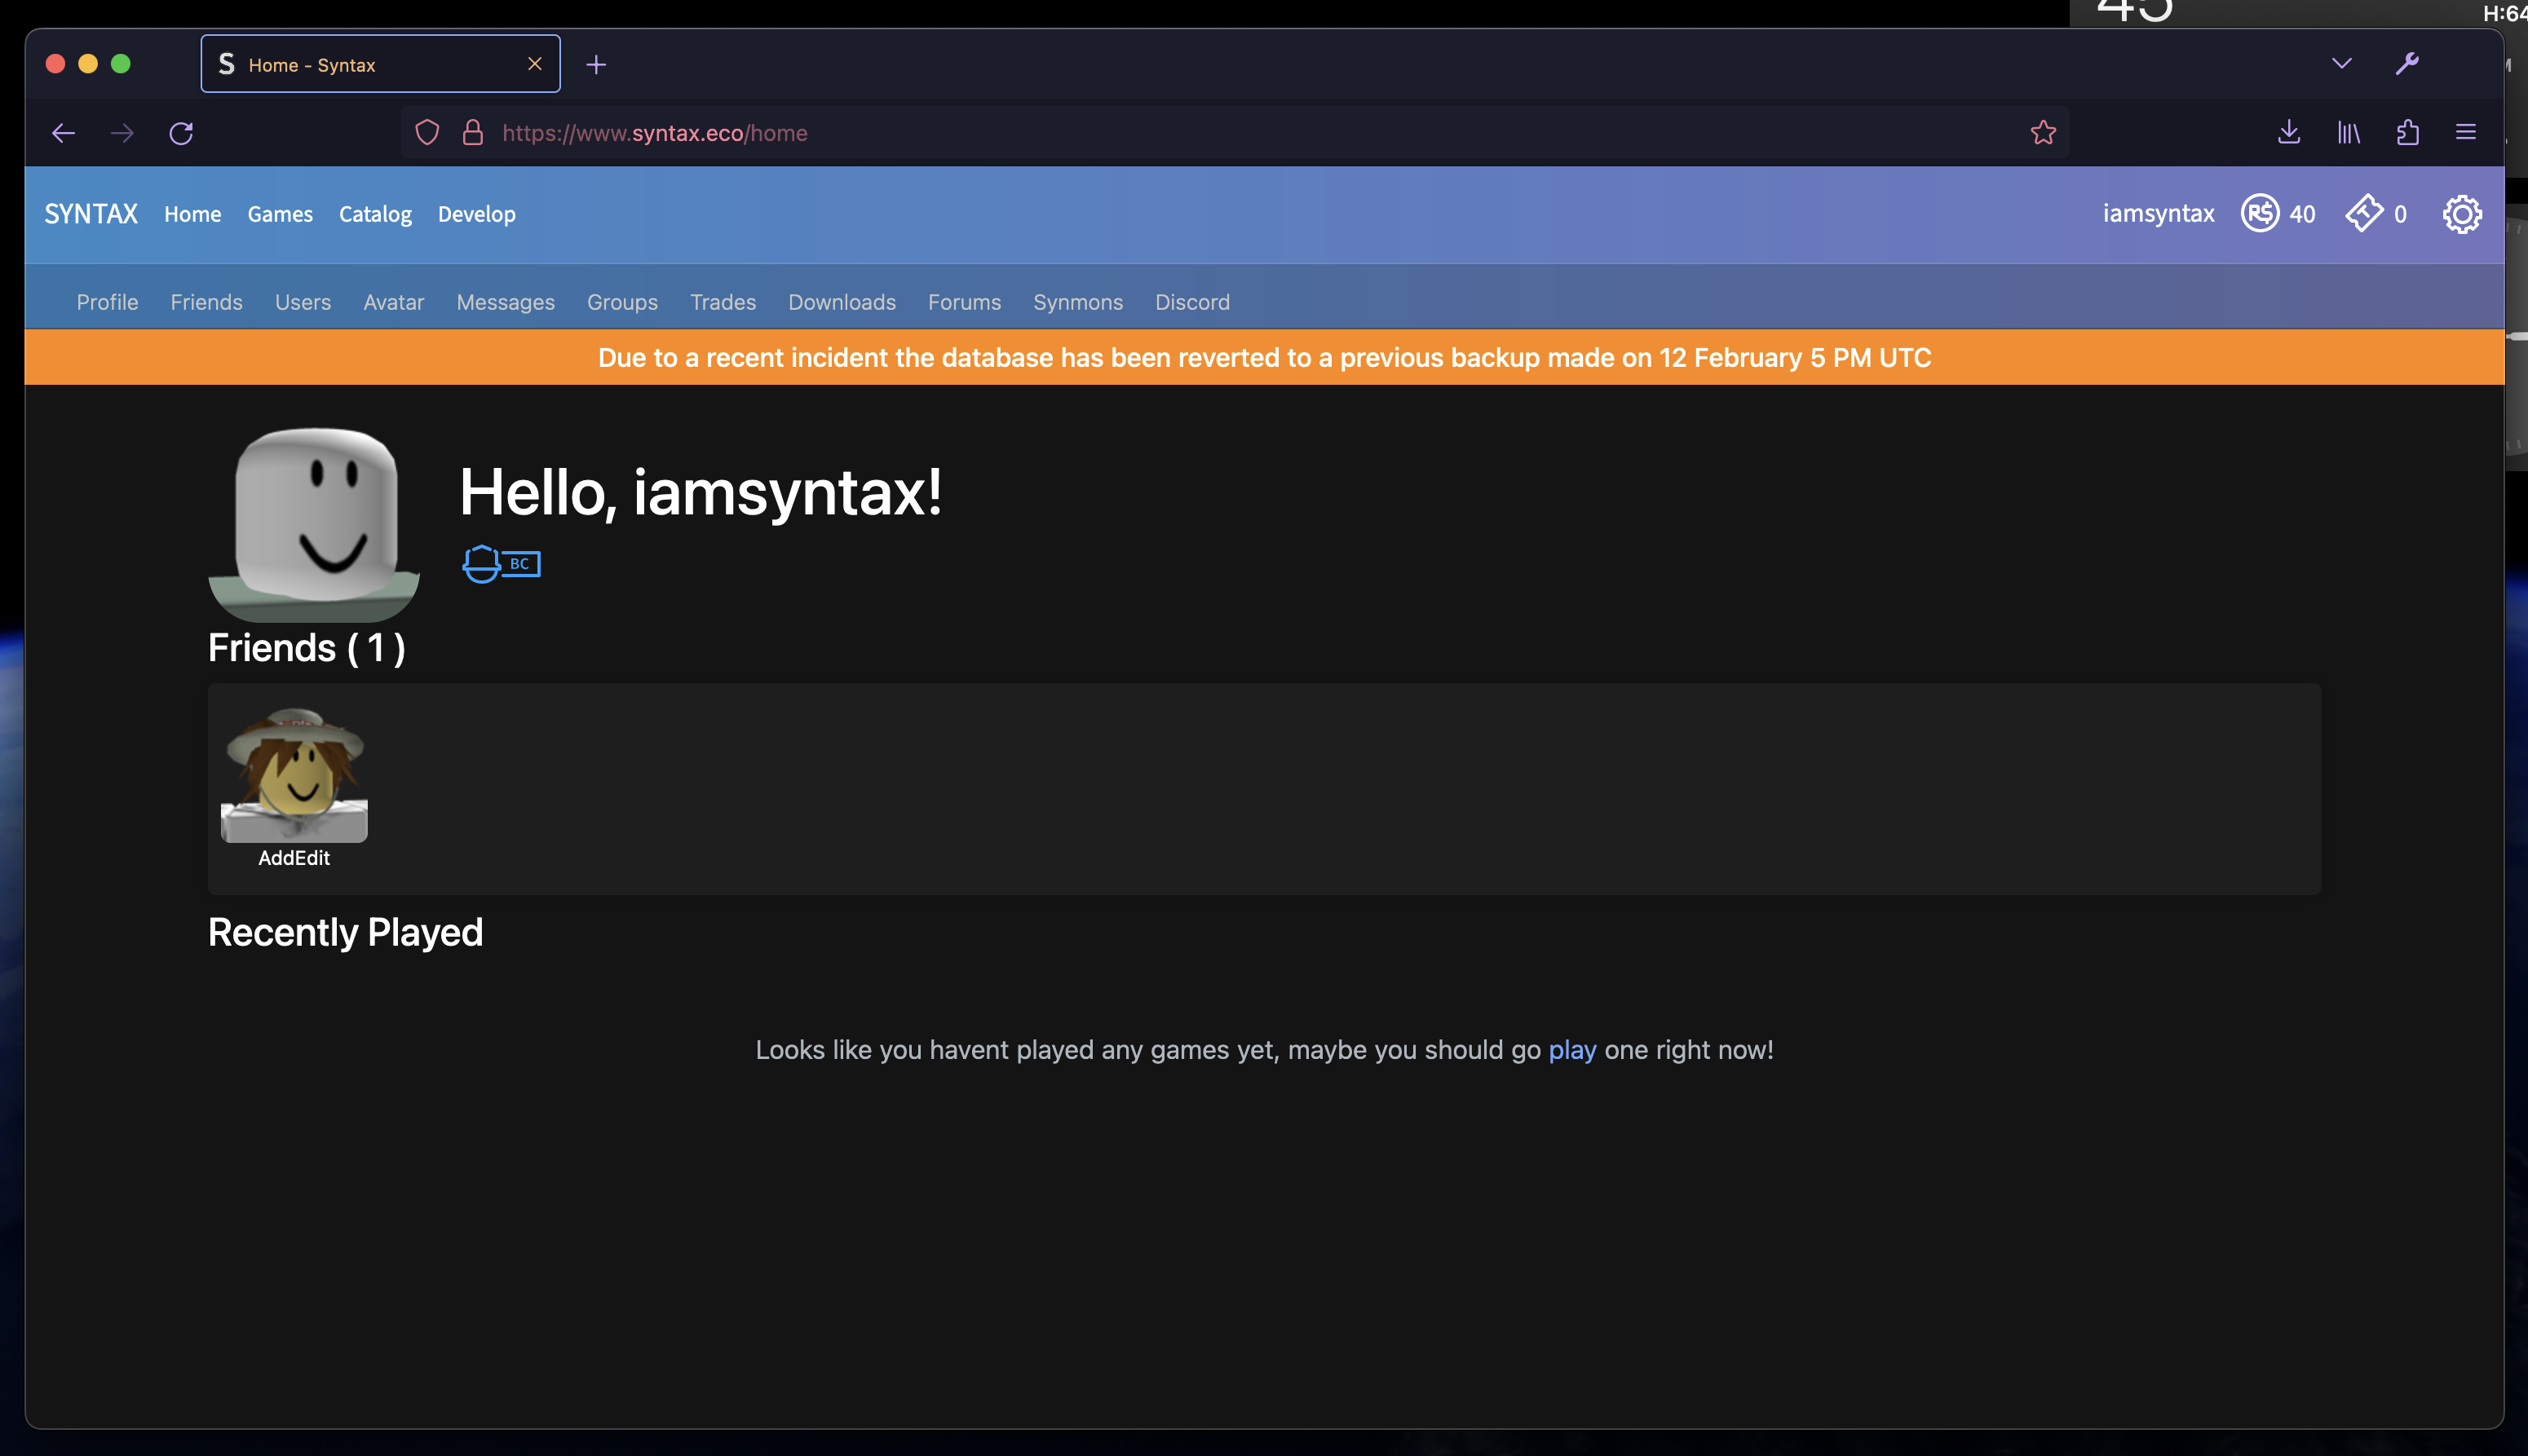 45
H:64
S Home - Syntax
https://www.syntax.eco/home
SYNTAX Home Games Catalog Develop iamsyntax R$ 40 T 0
Profile Friends Users Avatar Messages Groups Trades Downloads Forums Synmons Discord
Due to a recent incident the database has been reverted to a previous backup made on 12 February 5 PM UTC
Hello, iamsyntax!
BC
Friends ( 1 )
AddEdit
Recently Played
Looks like you havent played any games yet, maybe you should go play one right now!